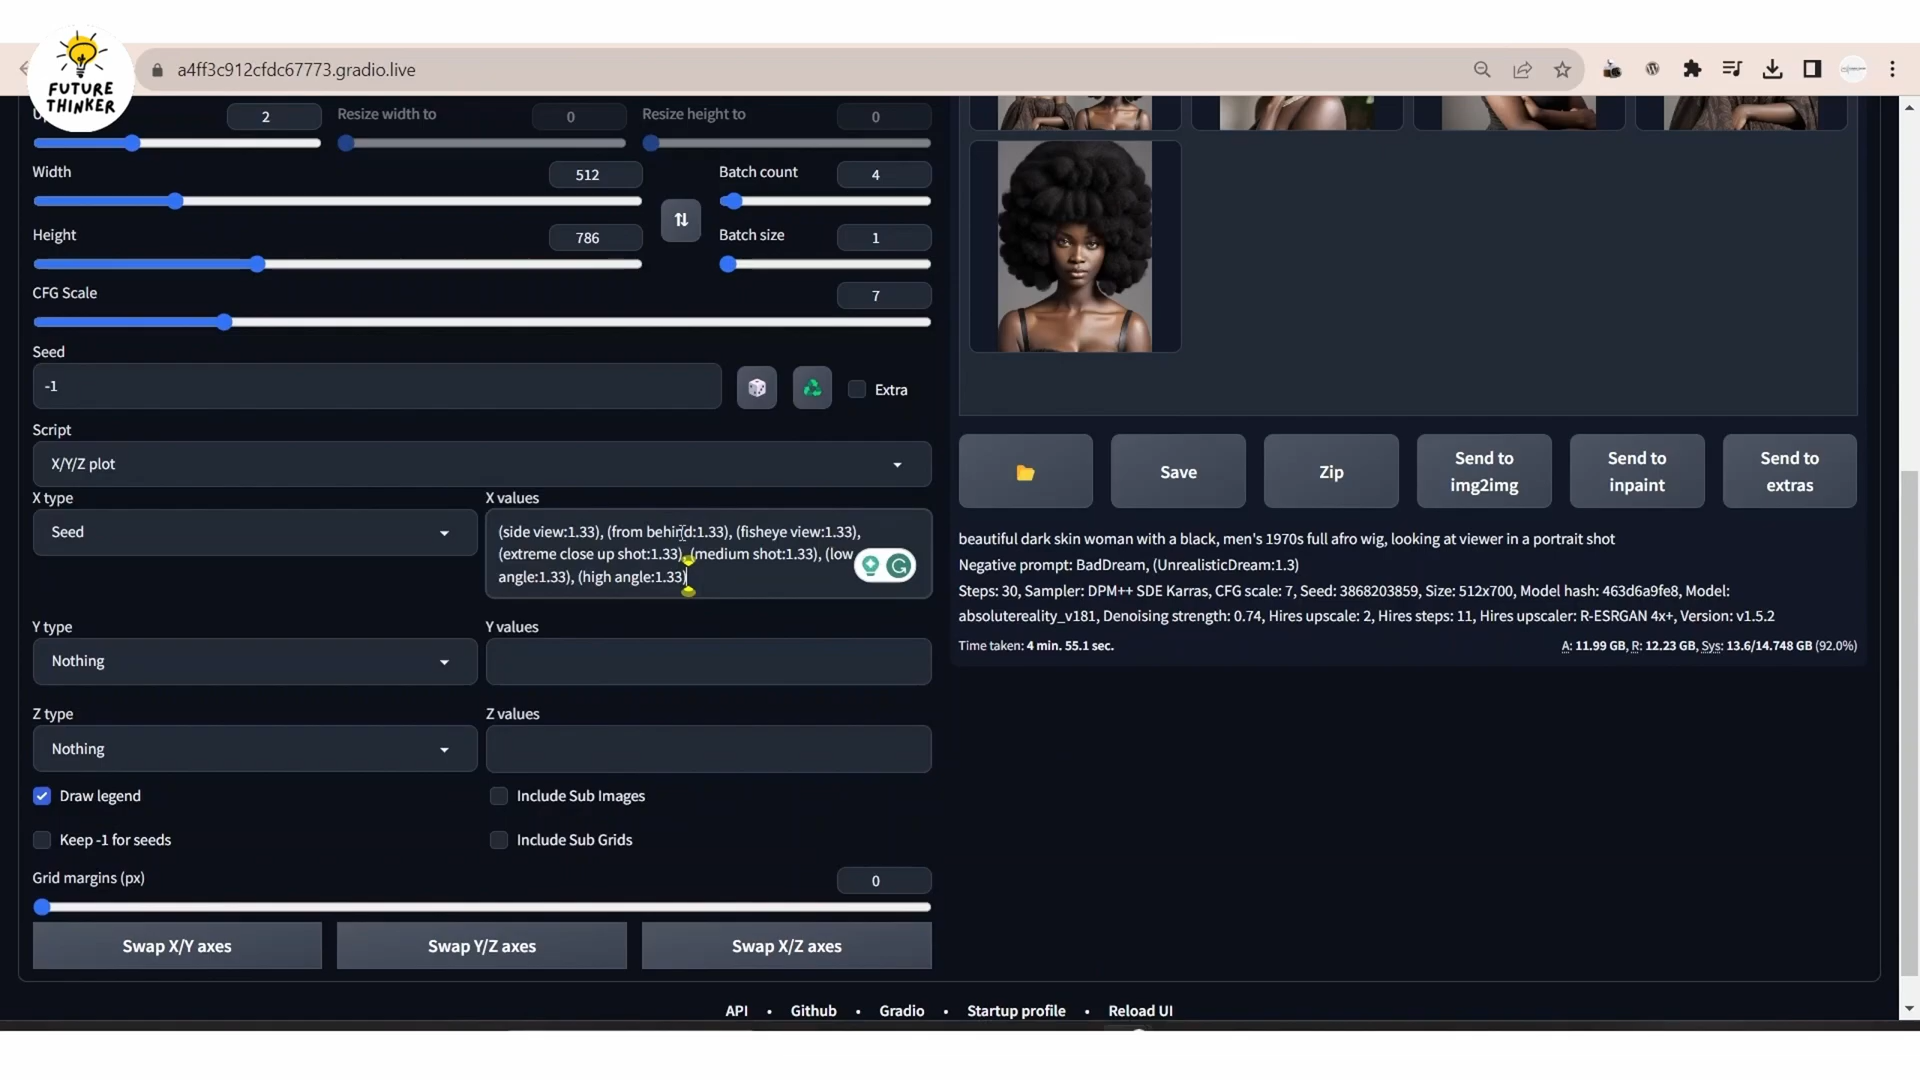 FUTURE
THINKER
a4ff3c912cfdc67773.gradio.live
2
Resize width to
0
Resize height to
0
Width
512
Batch count
4
Height
786
Batch size
1
CFG Scale
7
Seed
-1
Extra
Script
X/Y/Z plot
X type
X values
Seed
(side view:1.33), (from behind:1.33), (fisheye view:1.33),
(extreme close up shot:1.33), (medium shot:1.33), (low
angle:1.33), (high angle:1.33)
Y type
Y values
Nothing
Z type
Z values
Nothing
Draw legend
Include Sub Images
Keep -1 for seeds
Include Sub Grids
Grid margins (px)
0
Swap X/Y axes
Swap Y/Z axes
Swap X/Z axes
Save
Zip
Send to
img2img
Send to
inpaint
Send to
extras
beautiful dark skin woman with a black, men's 1970s full afro wig, looking at viewer in a portrait shot
Negative prompt: BadDream, (UnrealisticDream:1.3)
Steps: 30, Sampler: DPM++ SDE Karras, CFG scale: 7, Seed: 3868203859, Size: 512x700, Model hash: 463d6a9fe8, Model:
absolutereality_v181, Denoising strength: 0.74, Hires upscale: 2, Hires steps: 11, Hires upscaler: R-ESRGAN 4x+, Version: v1.5.2
Time taken: 4 min. 55.1 sec.
A: 11.99 GB, R: 12.23 GB, Sys: 13.6/14.748 GB (92.0%)
API • Github • Gradio • Startup profile • Reload UI